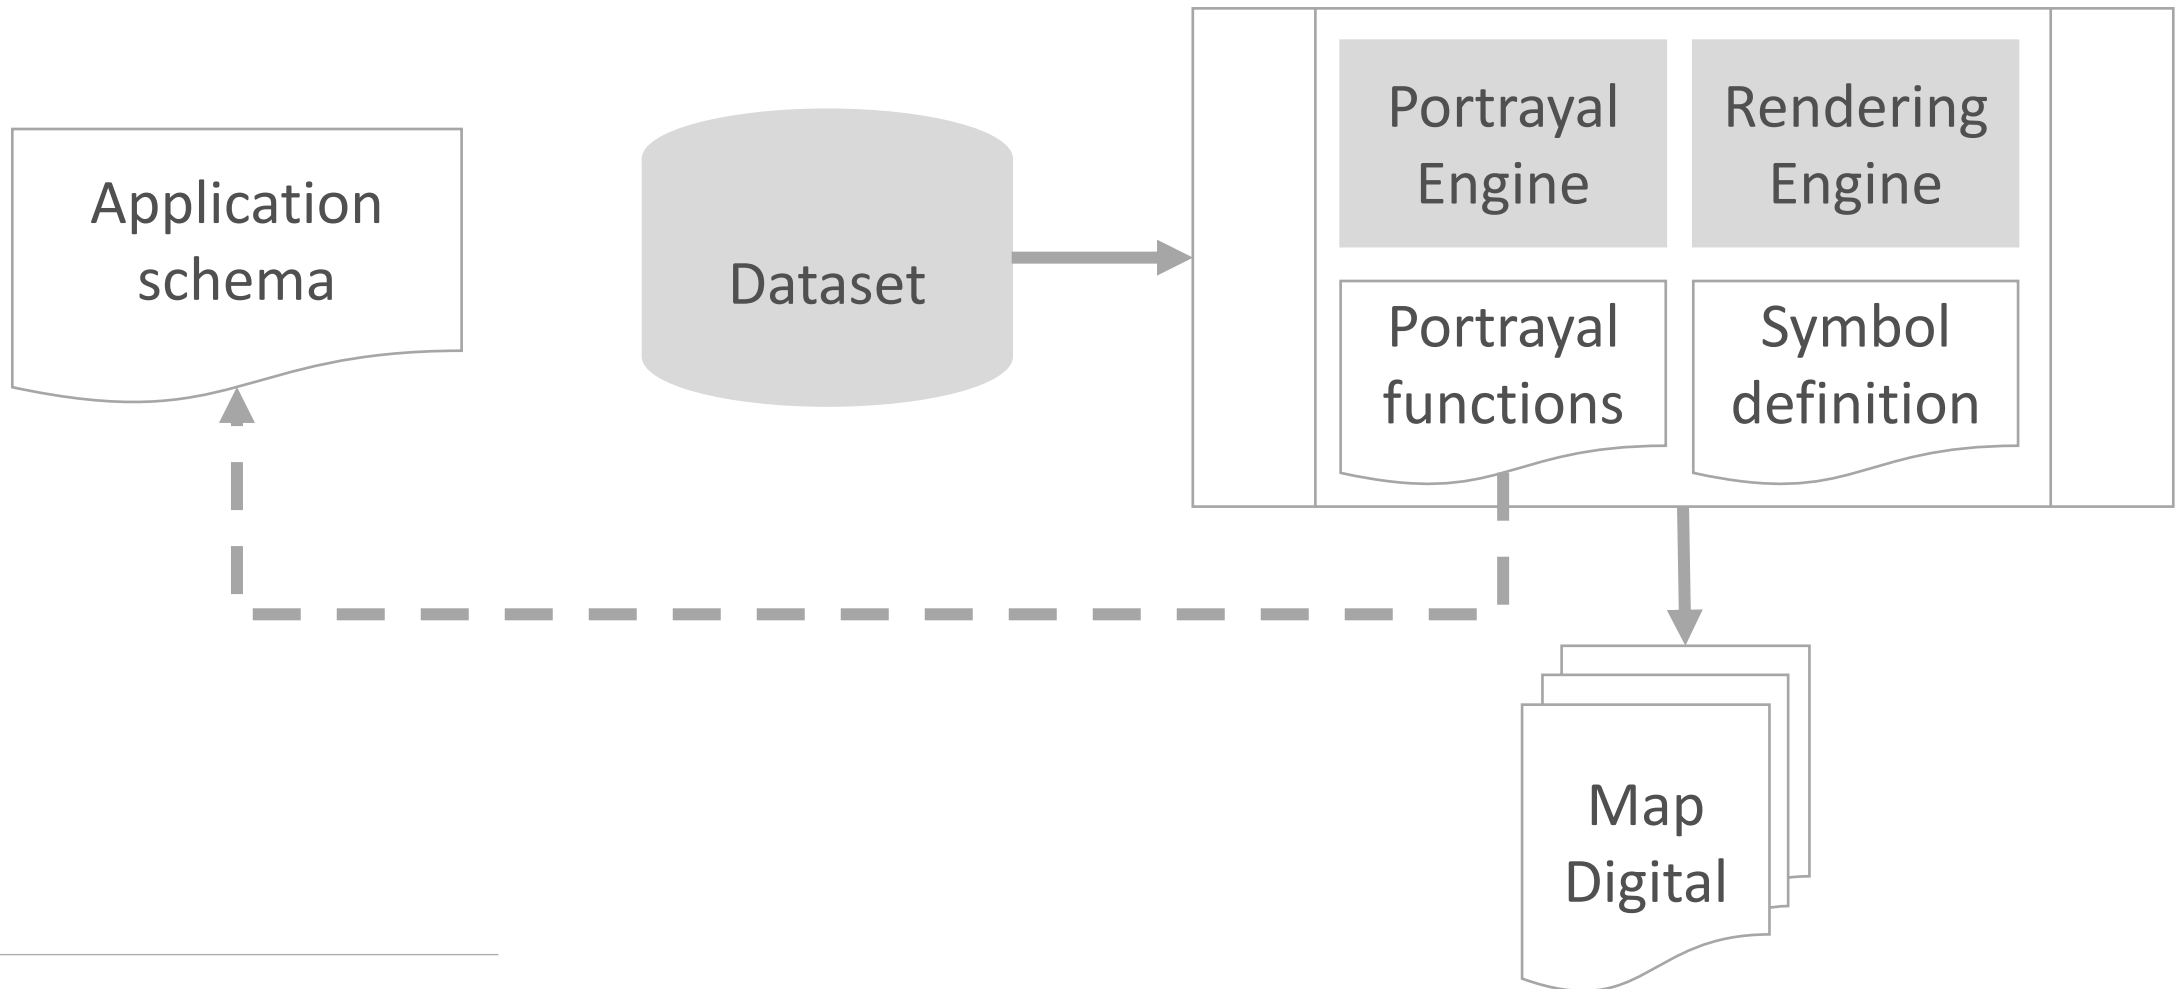 Application
schema
Dataset
Portrayal
Engine
Rendering
Engine
Portrayal
functions
Symbol
definition
Map
Digital